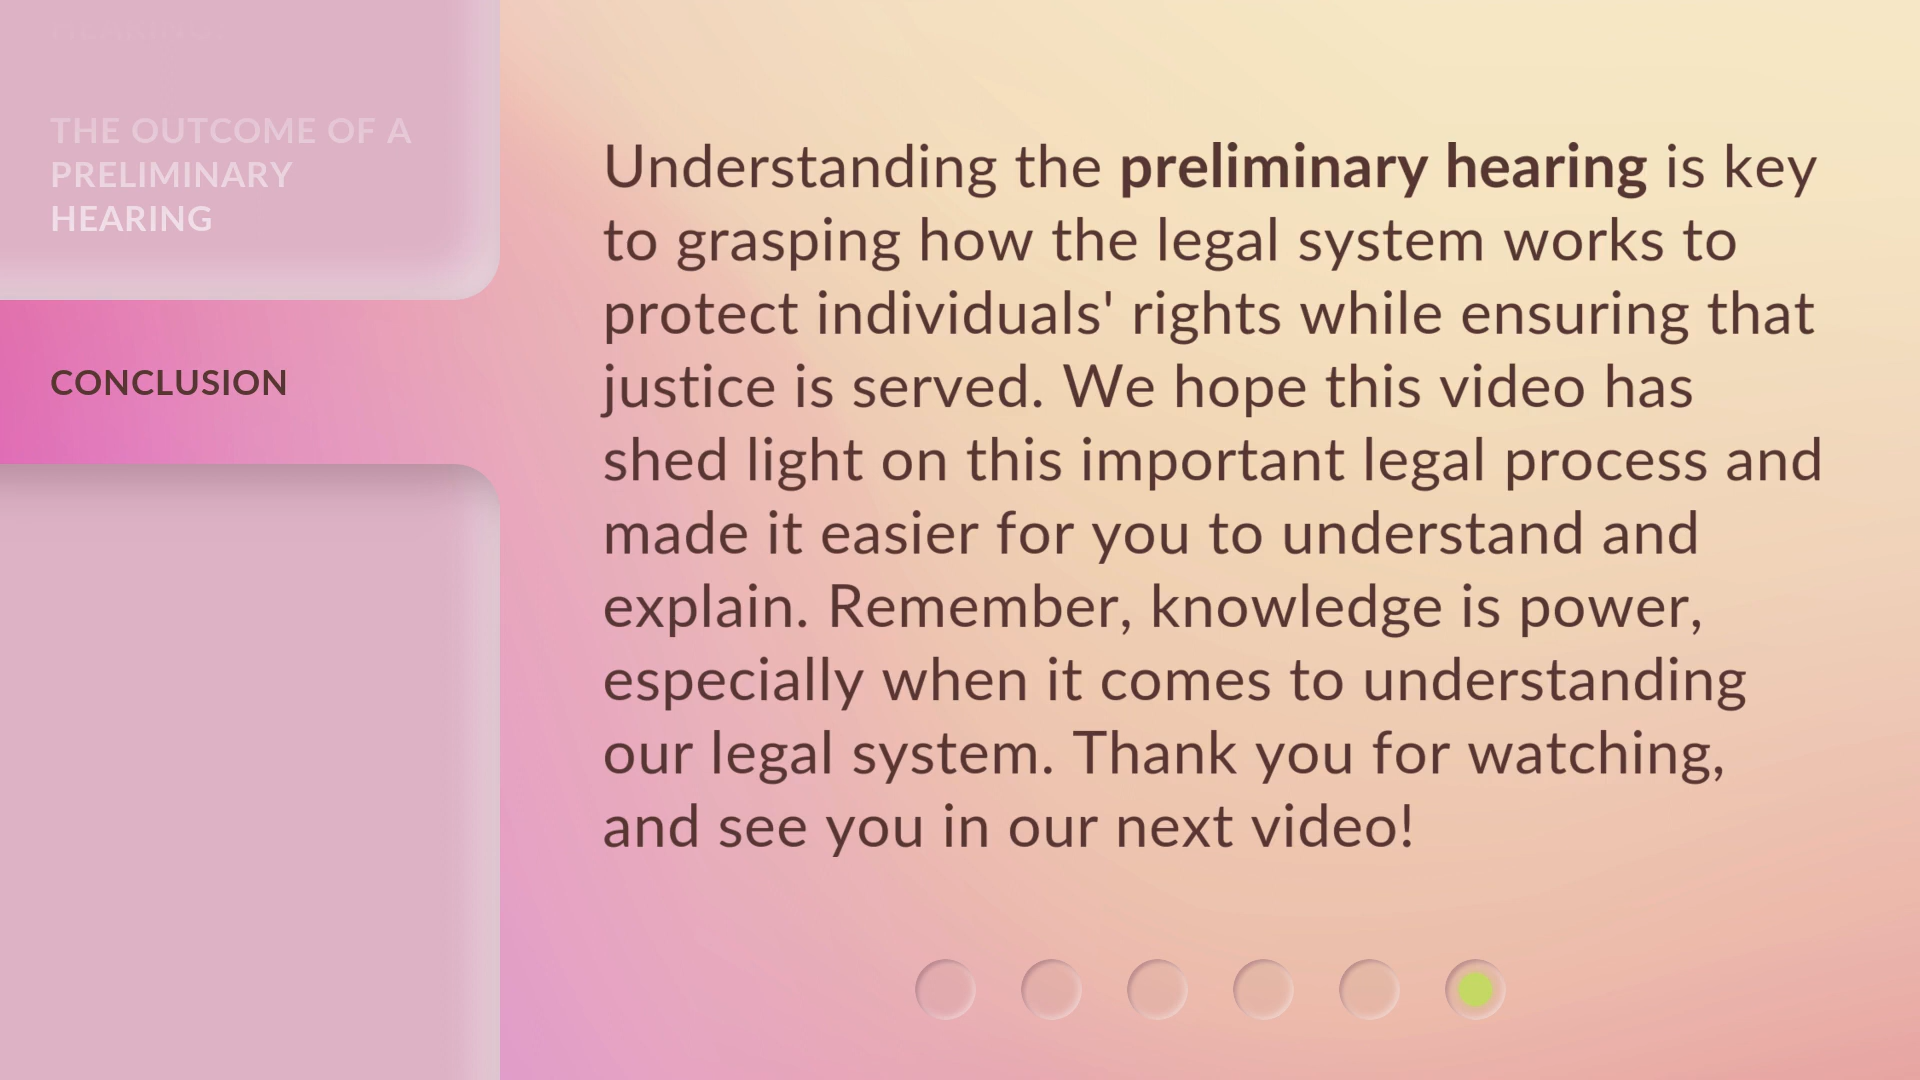 THE OUTCOME OF A
PRELIMINARY
HEARING
CONCLUSION
Understanding the preliminary hearing is key
to grasping how the legal system works to
protect individuals' rights while ensuring that
justice is served. We hope this video has
shed light on this important legal process and
made it easier for you to understand and
explain. Remember, knowledge is power,
especially when it comes to understanding
our legal system. Thank you for watching,
and see you in our next video!